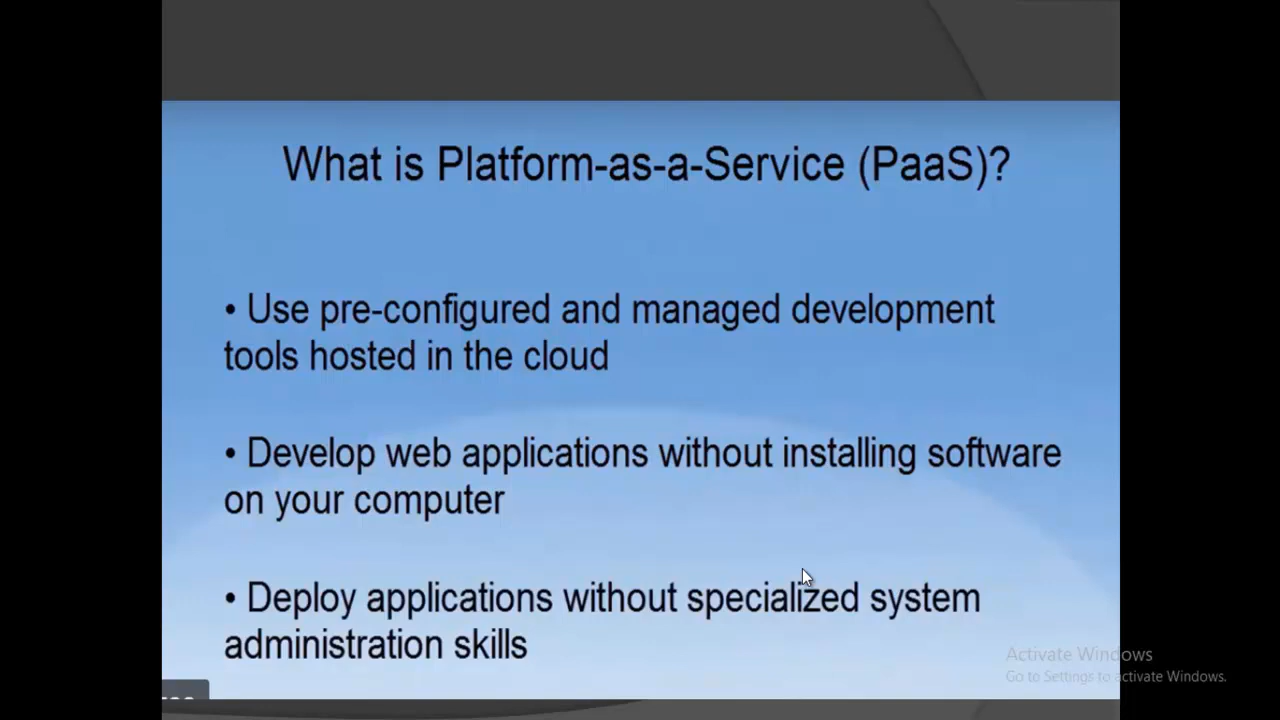 What is Platform-as-a-Service (PaaS)?
• Use pre-configured and managed development
tools hosted in the cloud
• Develop web applications without installing software
on your computer
• Deploy applications without specialized system
administration skills
Activate Windows
Go to Settings to activate Windows.